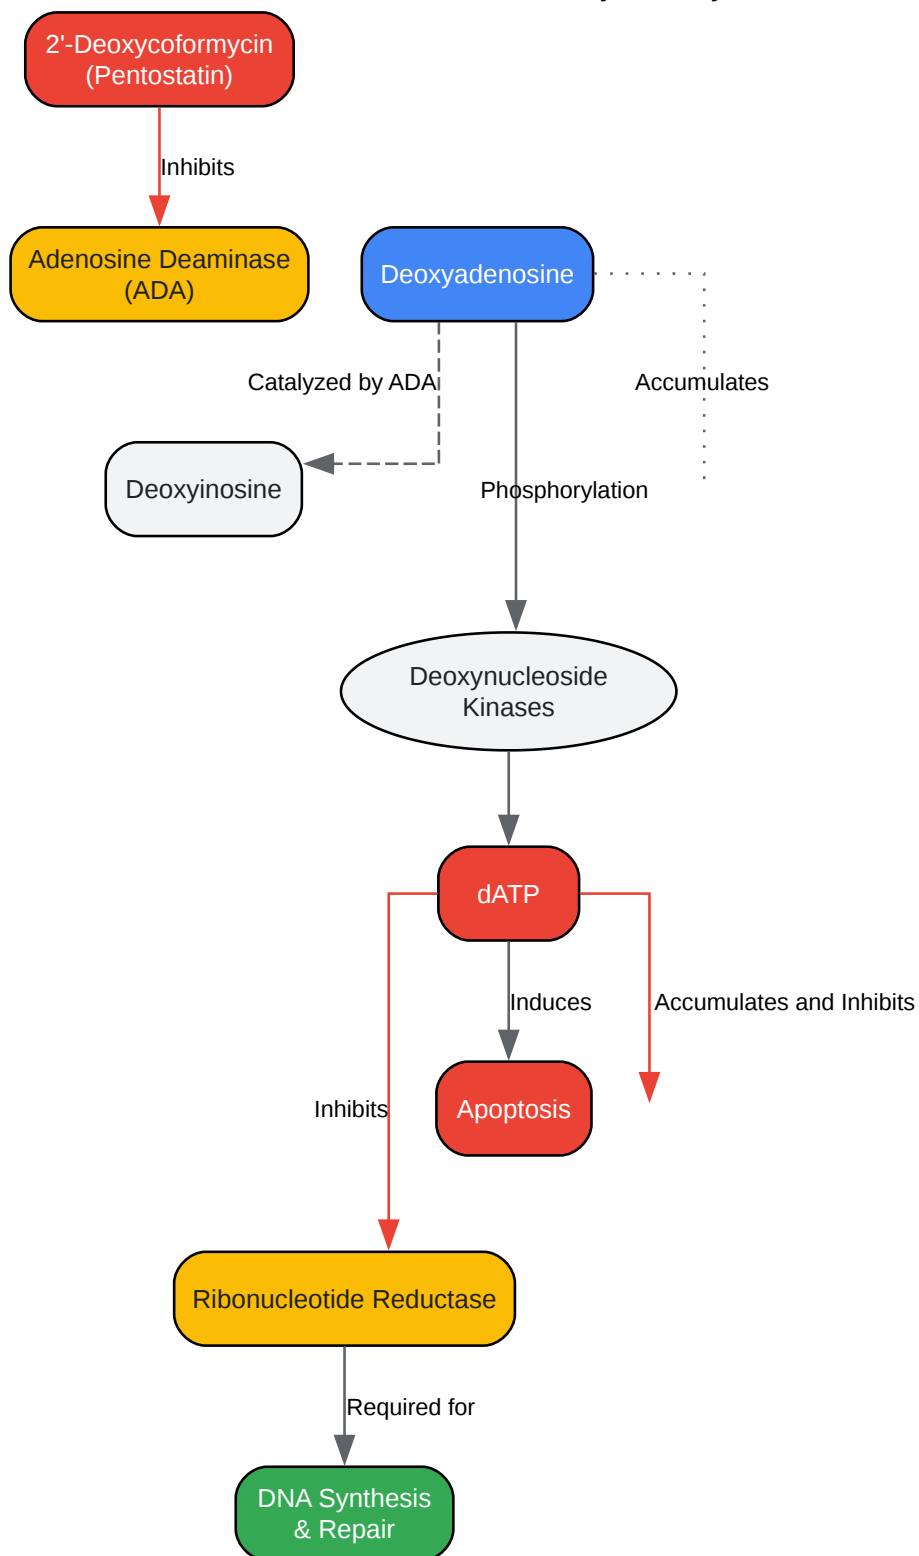 2'-Deoxycoformycin
(Pentostatin)
Inhibits
Adenosine Deaminase
(ADA)
Deoxyadenosine
Catalyzed by ADA
Accumulates
Deoxyinosine
Phosphorylation
Deoxynucleoside
Kinases
dATP
Induces
Accumulates and Inhibits
Inhibits
Apoptosis
Ribonucleotide Reductase
Required for
DNA Synthesis
& Repair